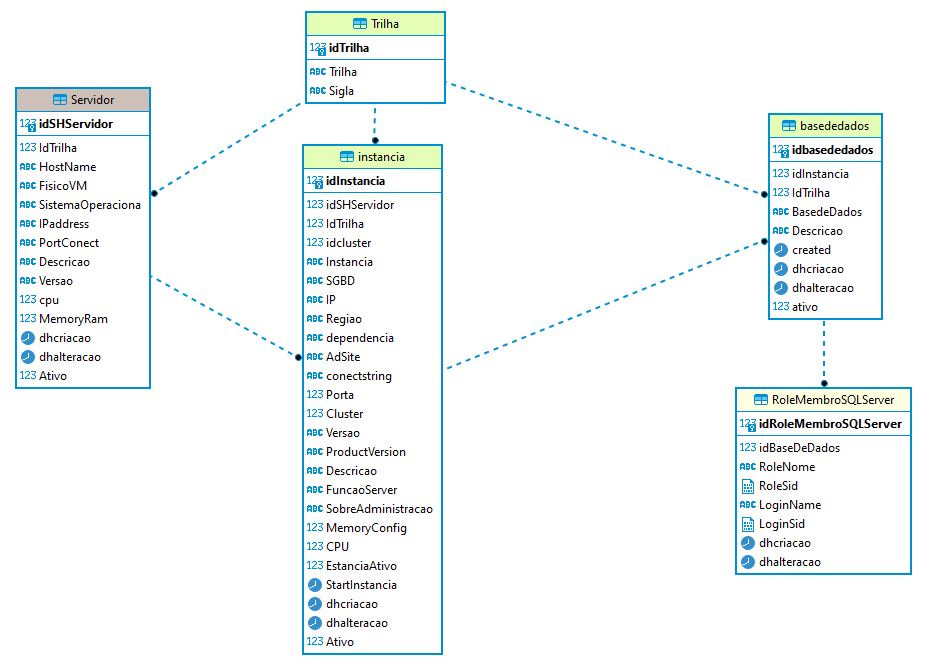 Trilha
123 idTrilha
ABC Trilha
ABC Sigla
Servidor
123 idSHServidor
123 IdTrilha
ABC HostName
ABC FisicoVM
ABC SistemaOperaciona
ABC IPaddress
ABC PortConect
ABC Descricao
ABC Versao
123 cpu
123 MemoryRam
dhcriacao
dhalteracao
123 Ativo
instancia
123 idInstancia
123 idSHServidor
123 IdTrilha
123 idcluster
ABC Instancia
ABC SGBD
ABC IP
ABC Regiao
ABC dependencia
ABC AdSite
ABC conectstring
123 Porta
123 Cluster
ABC Versao
ABC ProductVersion
ABC Descricao
ABC FuncaoServer
ABC SobreAdministracao
123 MemoryConfig
123 CPU
123 EstanciaAtivo
StartInstancia
dhcriacao
dhalteracao
123 Ativo
basededados
123 idbasededados
123 idInstancia
123 IdTrilha
ABC BasedeDados
ABC Descricao
created
dhcriacao
dhalteracao
123 ativo
RoleMembroSQLServer
123 idRoleMembroSQLServer
123 idBaseDeDados
ABC RoleNome
RoleSid
ABC LoginName
LoginSid
dhcriacao
dhalteracao